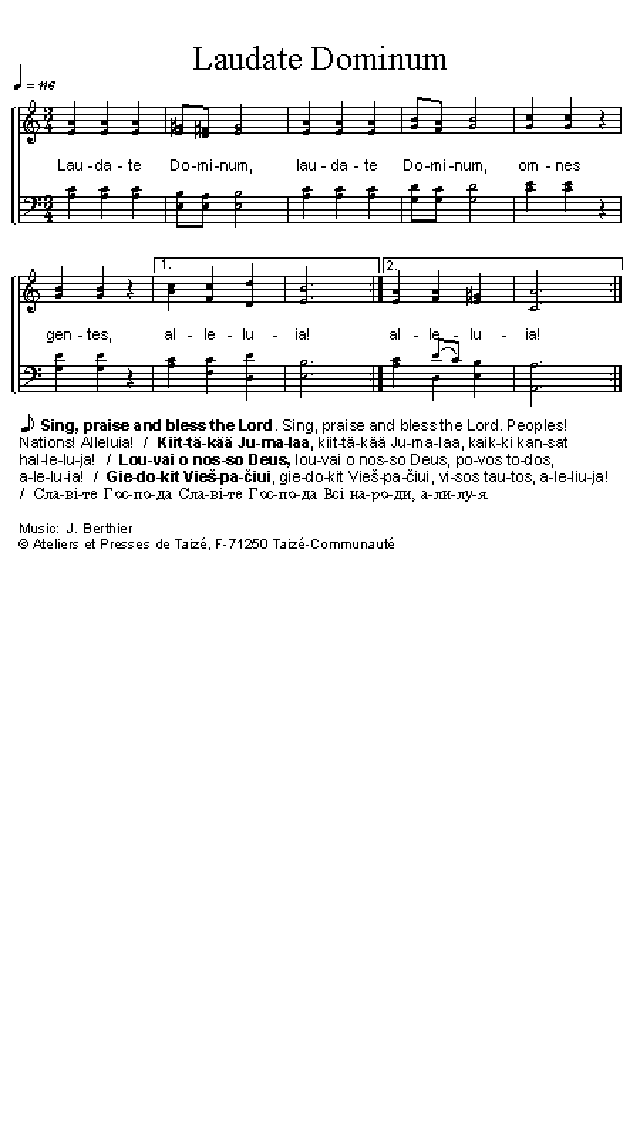 Laudate Dominum
♩ = 116
Lau - da - te Do-mi-num, lau - da - te Do-mi-num, om - nes
1. 2.
gen - tes, al - le - lu - ia! al - le - lu - ia!
♪ Sing, praise and bless the Lord. Sing, praise and bless the Lord. Peoples!
Nations! Alleluia! / Kiit-tä-kää Ju-ma-laa, kiit-tä-kää Ju-ma-laa, kaik-ki kan-sat
hal-le-lu-ja! / Lou-vai o nos-so Deus, lou-vai o nos-so Deus, po-vos to-dos,
a-le-lu-ia! / Gie-do-kit Vieš-pa-čiui, gie-do-kit Vieš-pa-čiui, vi-sos tau-tos, a-le-liu-ja!
/ Сла-ві-те Гос-по-да Сла-ві-те Гос-по-да Всі на-ро-ди, а-ли-лу-я.
Music: J. Berthier
© Ateliers et Presses de Taizé, F-71250 Taizé-Communauté